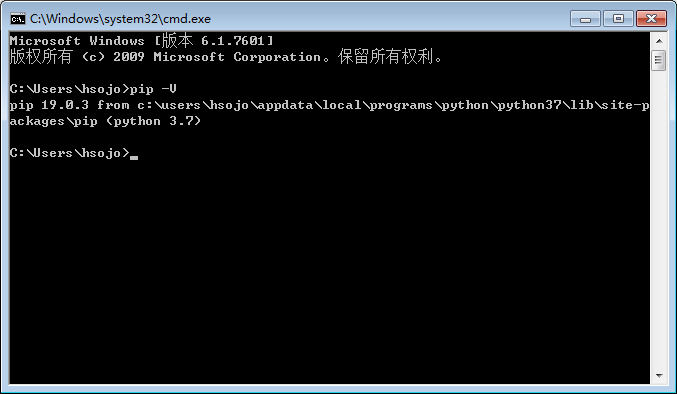 C:\Windows\system32\cmd.exe
Microsoft Windows [版本 6.1.7601]
版权所有 (c) 2009 Microsoft Corporation。保留所有权利。
C:\Users\hsojo>pip -V
pip 19.0.3 from c:\users\hsojo\appdata\local\programs\python\python37\lib\site-p
ackages\pip (python 3.7)
C:\Users\hsojo>_